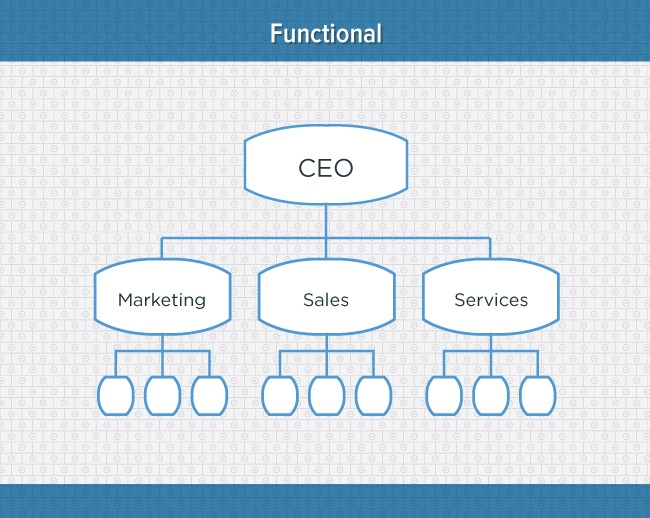 Functional
CEO
Marketing
Sales
Services